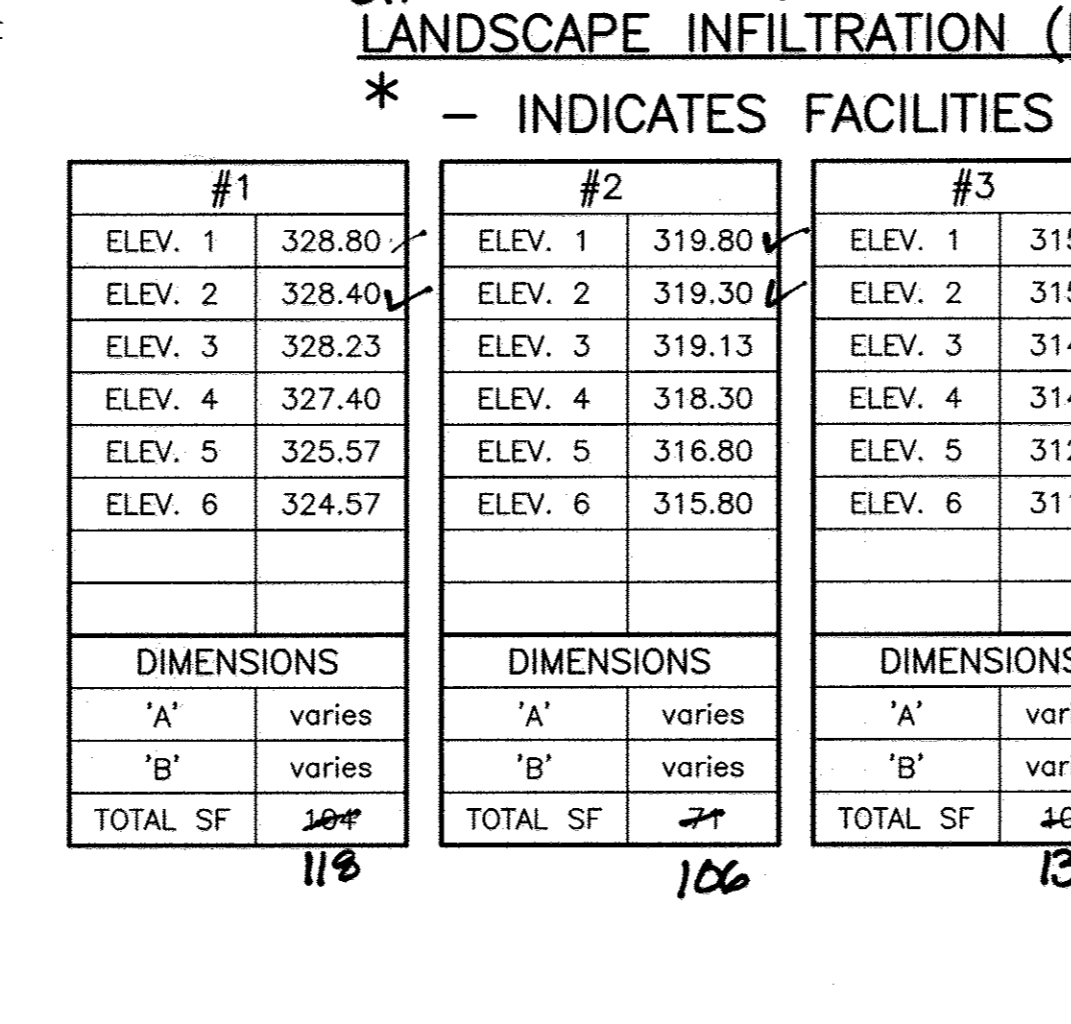 LANDSCAPE INFILTRATION (
* – INDICATES FACILITIES
#1
ELEV. 1 328.80
ELEV. 2 328.40
ELEV. 3 328.23
ELEV. 4 327.40
ELEV. 5 325.57
ELEV. 6 324.57
DIMENSIONS
'A' varies
'B' varies
TOTAL SF 104
118
#2
ELEV. 1 319.80
ELEV. 2 319.30
ELEV. 3 319.13
ELEV. 4 318.30
ELEV. 5 316.80
ELEV. 6 315.80
DIMENSIONS
'A' varies
'B' varies
TOTAL SF 71
106
#3
ELEV. 1
ELEV. 2
ELEV. 3
ELEV. 4
ELEV. 5
ELEV. 6
DIMENSIONS
'A'
'B'
TOTAL SF